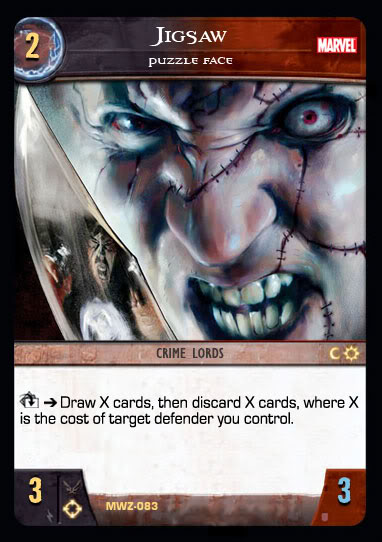 2
JIGSAW
PUZZLE FACE
MARVEL
CRIME LORDS
➔ Draw X cards, then discard X cards, where X
is the cost of target defender you control.
3
MWZ-083
3